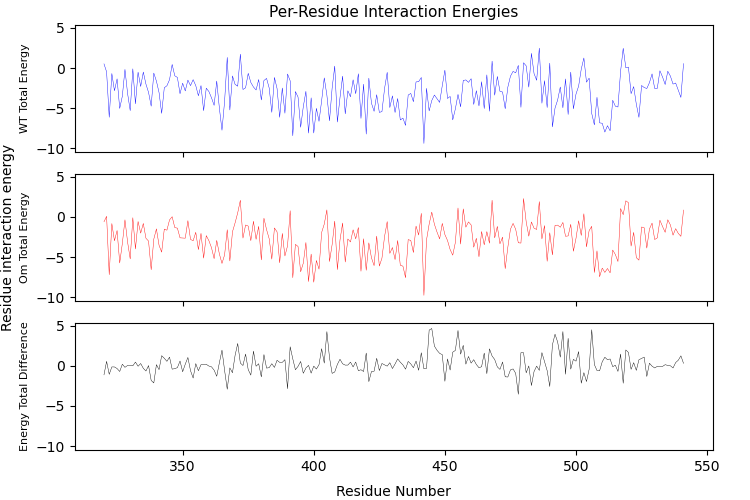 Per-Residue Interaction Energies
Residue interaction energy
WT Total Energy
5
0
−5
−10
Om Total Energy
5
0
−5
−10
Energy Total Difference
5
0
−5
−10
350
400
450
500
550
Residue Number